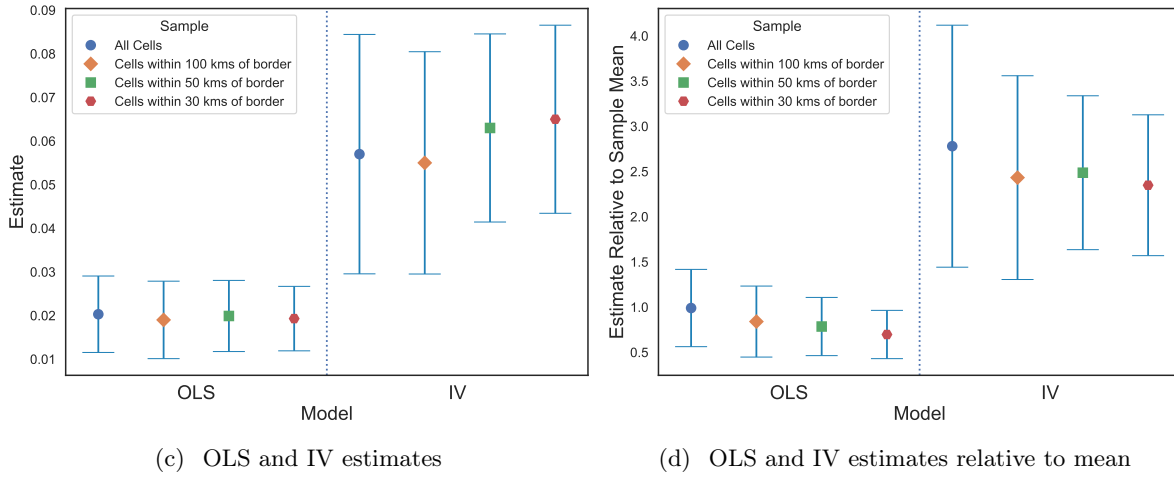 0.09
0.08
0.07
0.06
0.05
0.04
0.03
0.02
0.01
Estimate
Sample
All Cells
Cells within 100 kms of border
Cells within 50 kms of border
Cells within 30 kms of border
OLS
IV
Model
(c) OLS and IV estimates
4.0
3.5
3.0
2.5
2.0
1.5
1.0
0.5
Estimate Relative to Sample Mean
Sample
All Cells
Cells within 100 kms of border
Cells within 50 kms of border
Cells within 30 kms of border
OLS
IV
Model
(d) OLS and IV estimates relative to mean